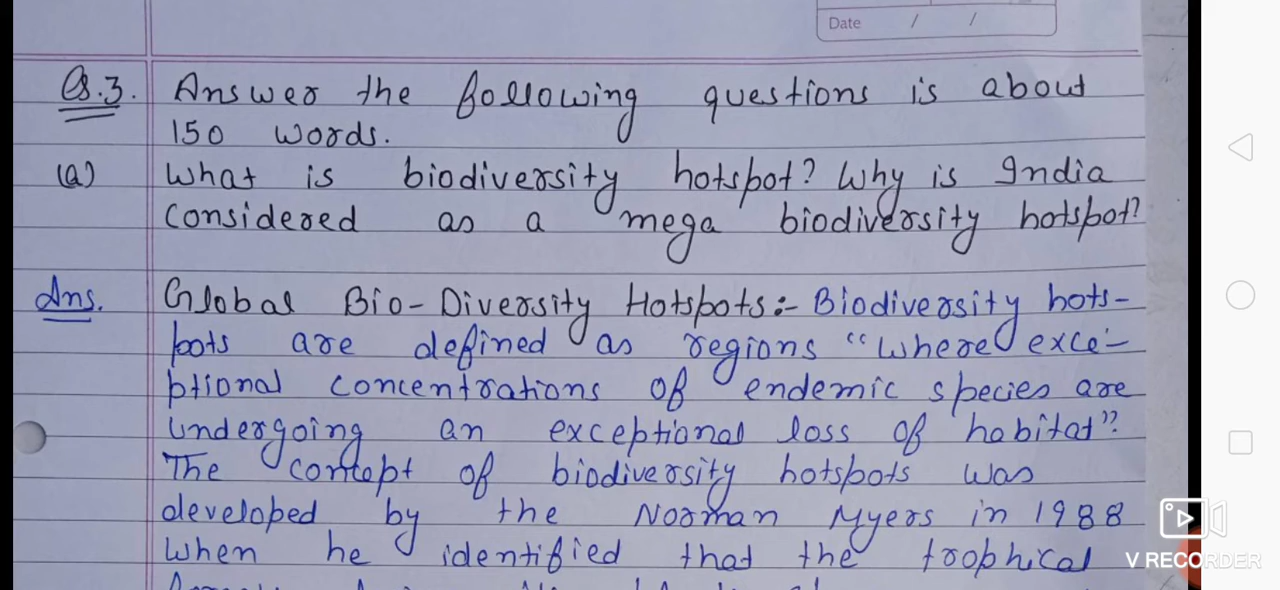 Date / /
Q.3. Answer the following questions is about
150 words.
(a) What is biodiversity hotspot? Why is India
considered as a mega biodiversity hotspot?
Ans. Global Bio-Diversity Hotspots:- Biodiversity hots-
pots are defined as regions "where exce-
ptional concentrations of endemic species are
undergoing an exceptional loss of habitat".
The concept of biodiversity hotspots was
developed by the Norman Myers in 1988
when he identified that the trophical
V RECORDER